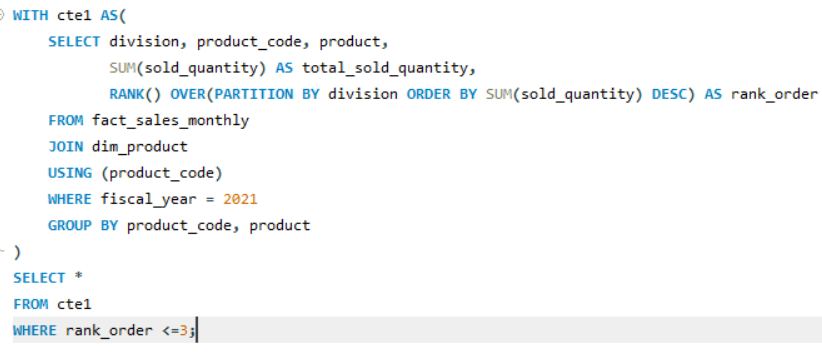 WITH cte1 AS(
SELECT division, product_code, product,
SUM(sold_quantity) AS total_sold_quantity,
RANK() OVER(PARTITION BY division ORDER BY SUM(sold_quantity) DESC) AS rank_order
FROM fact_sales_monthly
JOIN dim_product
USING (product_code)
WHERE fiscal_year = 2021
GROUP BY product_code, product
)
SELECT *
FROM cte1
WHERE rank_order <=3;